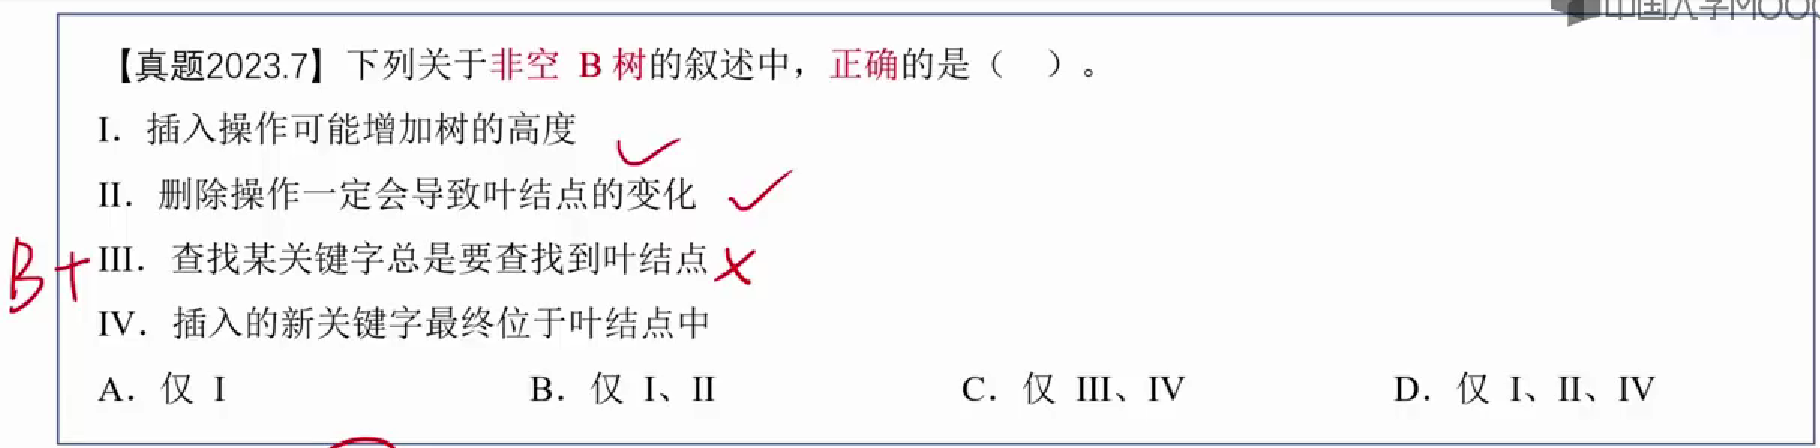 中国大学MOOC
【真题2023.7】下列关于非空 B 树的叙述中，正确的是（ ）。
I．插入操作可能增加树的高度
II．删除操作一定会导致叶结点的变化
B+ III．查找某关键字总是要查找到叶结点
IV．插入的新关键字最终位于叶结点中
A．仅 I B．仅 I、II C．仅 III、IV D．仅 I、II、IV